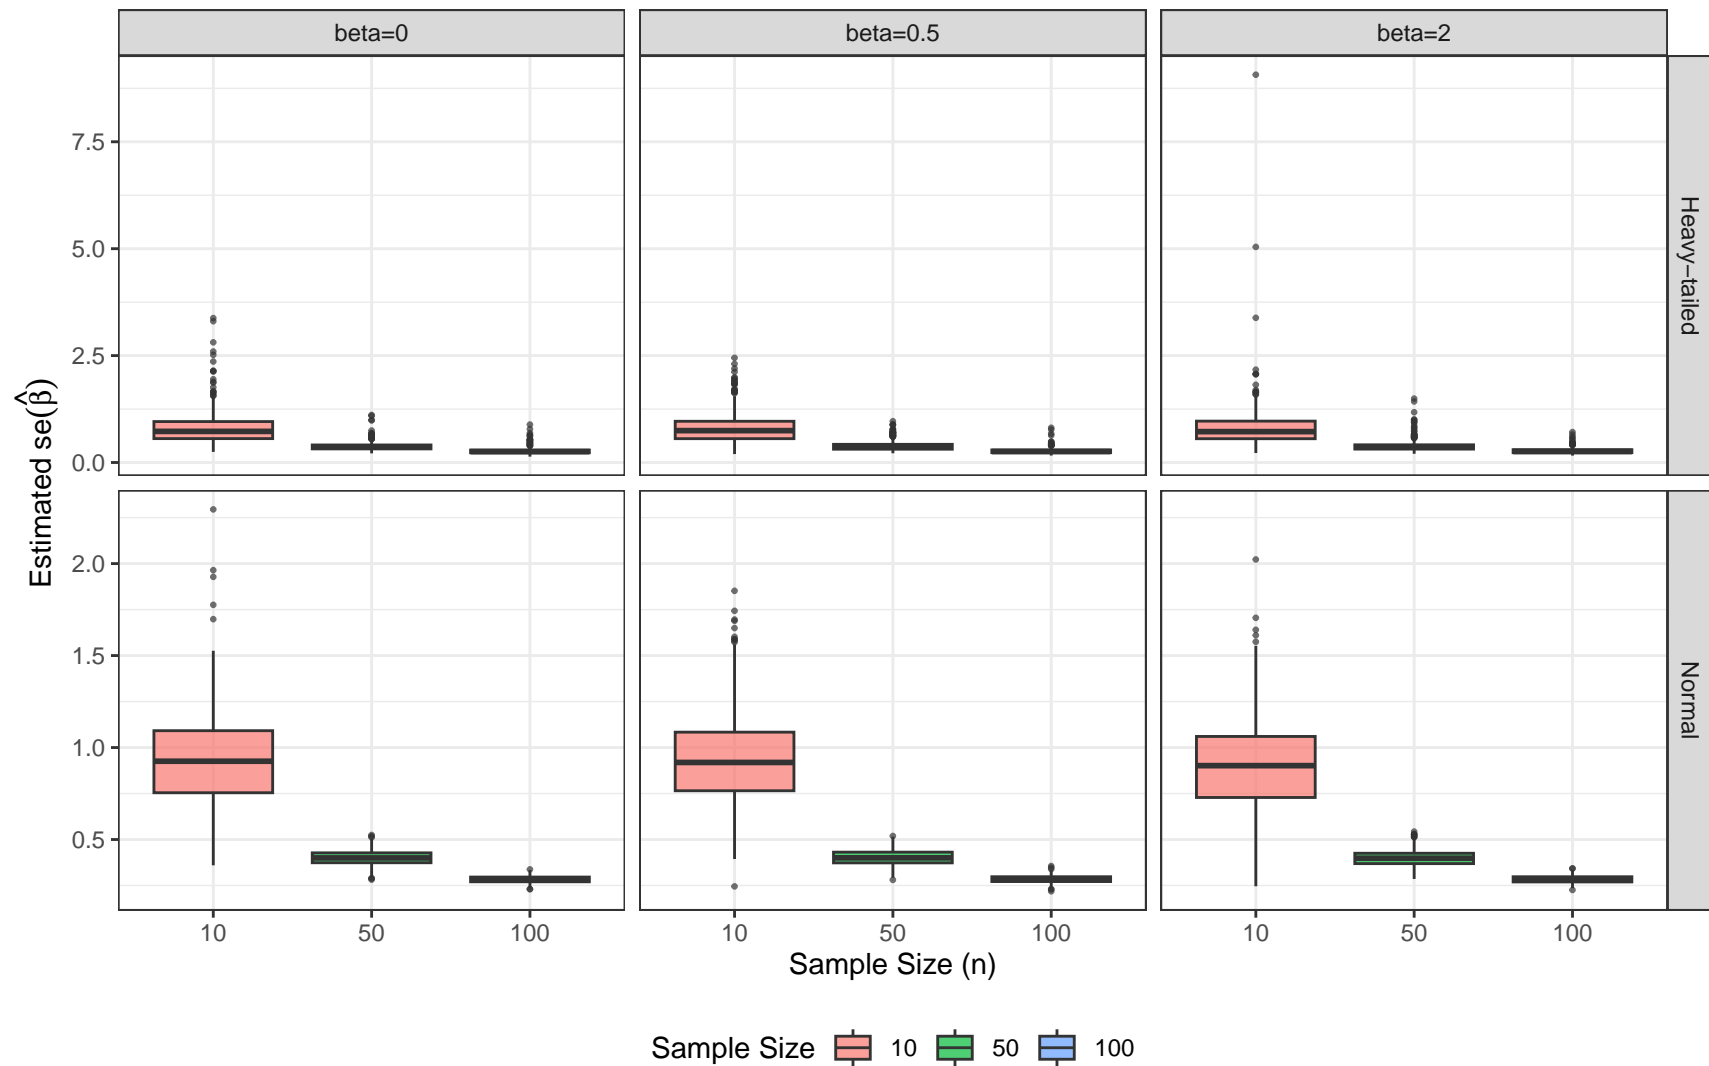 beta=0 beta=0.5 beta=2
7.5
5.0
2.5
0.0
Heavy−tailed
2.0
1.5
1.0
0.5
Normal
Estimated se(β̂)
10 50 100 10 50 100 10 50 100
Sample Size (n)
Sample Size 10 50 100